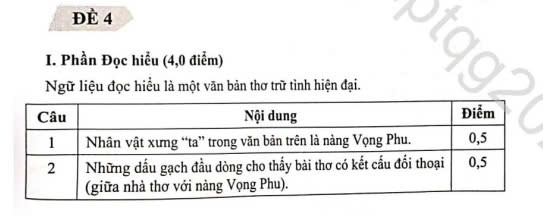 ĐỀ 4
I. Phần Đọc hiểu (4,0 điểm)
Ngữ liệu đọc hiểu là một văn bản thơ trữ tình hiện đại.
Câu Nội dung Điểm
1 Nhân vật xưng “ta” trong văn bản trên là nàng Vọng Phu. 0,5
2 Những dấu gạch đầu dòng cho thấy bài thơ có kết cấu đối thoại 0,5
(giữa nhà thơ với nàng Vọng Phu).